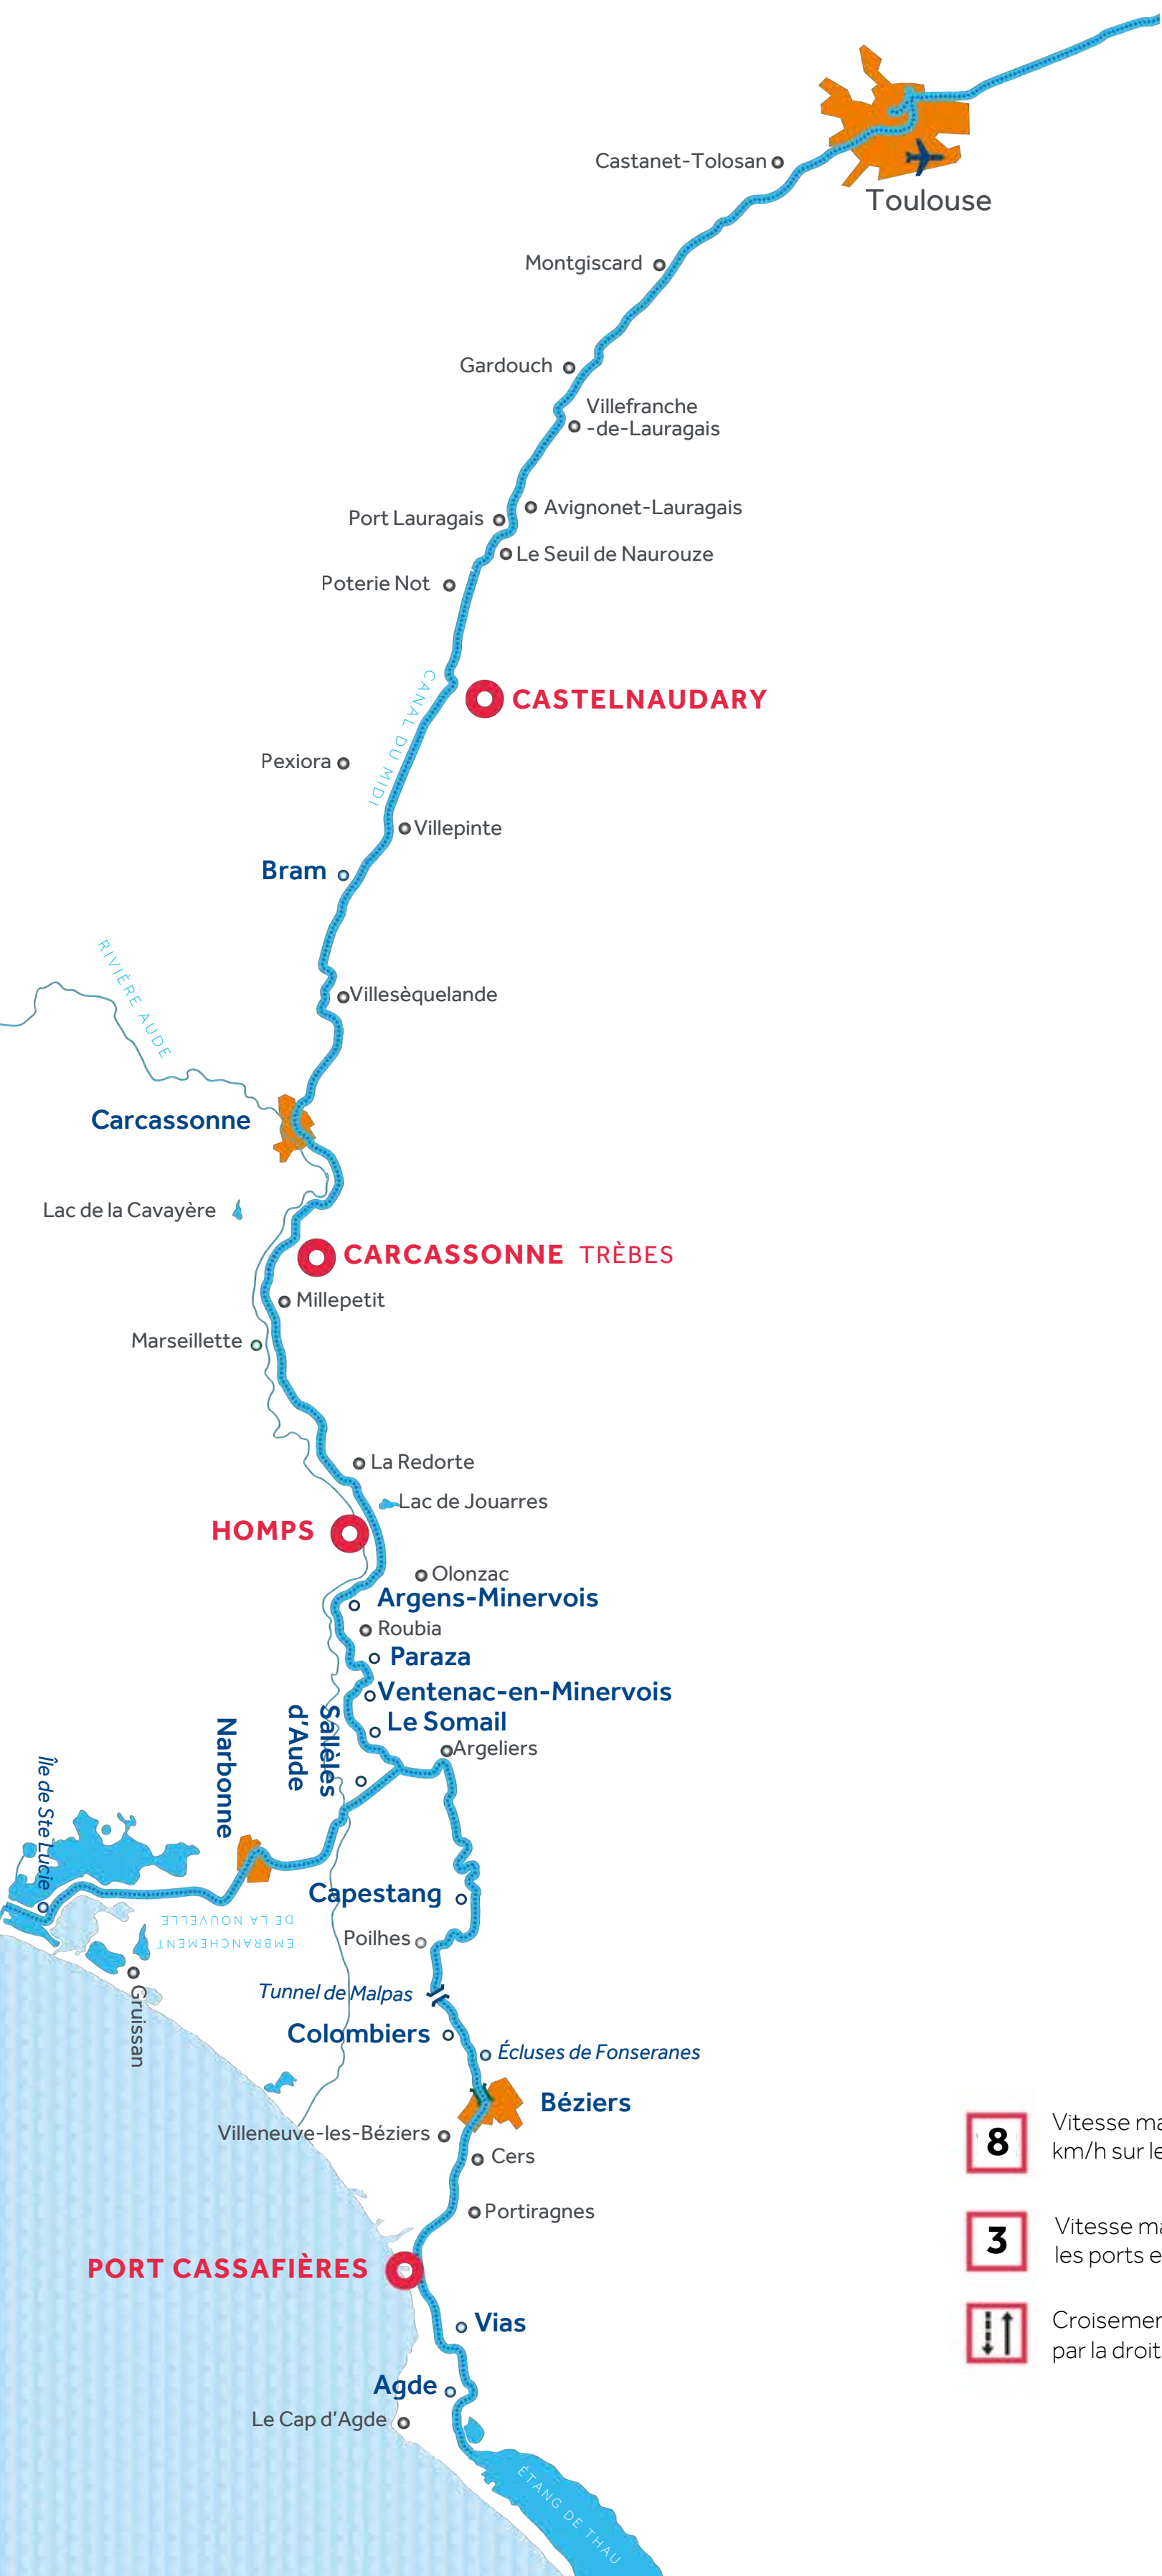 Castanet-Tolosan
Toulouse
Montgiscard
Gardouch
Villefranche
-de-Lauragais
Avignonet-Lauragais
Port Lauragais
Le Seuil de Naurouze
Poterie Not
CANAL DU MIDI
CASTELNAUDARY
Pexiora
Villepinte
Bram
RIVIÈRE AUDE
Villesèquelande
Carcassonne
Lac de la Cavayère
CARCASSONNE TRÈBES
Millepetit
Marseillette
La Redorte
Lac de Jouarres
HOMPS
Olonzac
Argens-Minervois
Roubia
Paraza
Ventenac-en-Minervois
Le Somail
Sallèles
d'Aude
Narbonne
Argeliers
Île de Ste Lucie
Capestang
EMBRANCHEMENT
DE LA NOUVELLE
Poilhes
Gruissan
Tunnel de Malpas
Colombiers
Écluses de Fonseranes
Béziers
Villeneuve-les-Béziers
Cers
Portiragnes
PORT CASSAFIÈRES
Vias
Agde
Le Cap d'Agde
ÉTANG DE THAU
8
Vitesse ma
km/h sur le
3
Vitesse ma
les ports e
Croisemen
par la droit